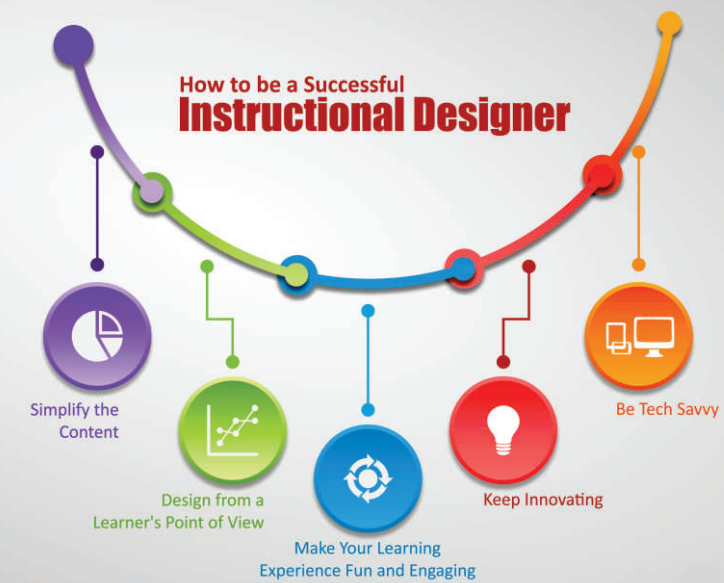 How to be a Successful
Instructional Designer
Simplify the
Content
Design from a
Learner's Point of View
Make Your Learning
Experience Fun and Engaging
Keep Innovating
Be Tech Savvy